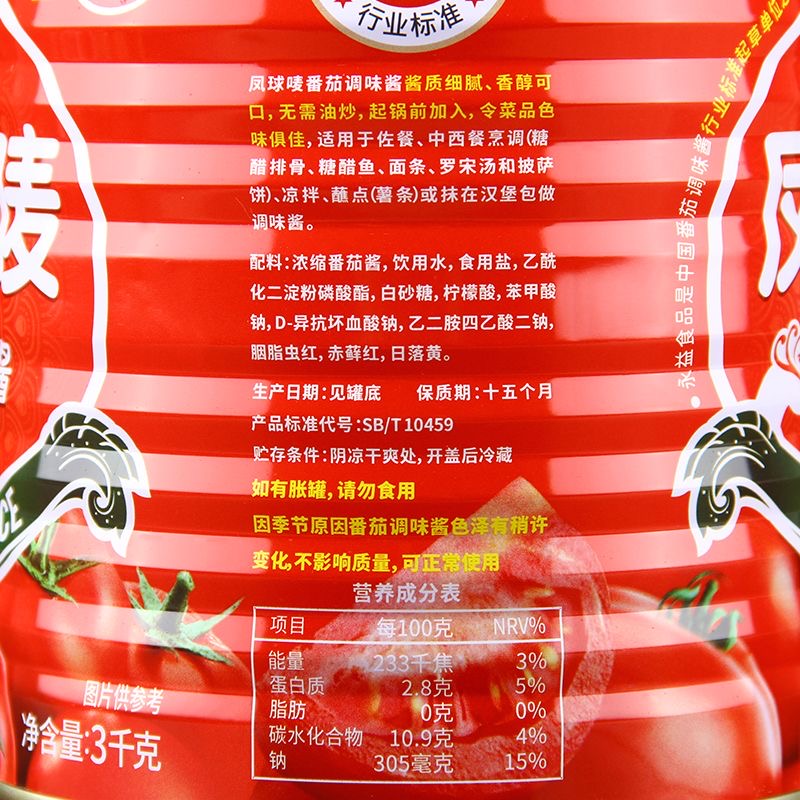 行业标准
凤球唛番茄调味酱酱质细腻、香醇可
口，无需油炒，起锅前加入，令菜品色
味俱佳，适用于佐餐、中西餐烹调(糖
醋排骨、糖醋鱼、面条、罗宋汤和披萨
饼)、凉拌、蘸点(薯条)或抹在汉堡包做
调味酱。
配料：浓缩番茄酱，饮用水，食用盐，乙酰
化二淀粉磷酸酯，白砂糖，柠檬酸，苯甲酸
钠，D-异抗坏血酸钠，乙二胺四乙酸二钠，
胭脂虫红，赤藓红，日落黄。
生产日期：见罐底 保质期：十五个月
产品标准代号：SB/T 10459
贮存条件：阴凉干爽处，开盖后冷藏
如有胀罐，请勿食用
因季节原因番茄调味酱色泽有稍许
变化，不影响质量，可正常使用
营养成分表
项目 每100克 NRV%
能量 233千焦 3%
蛋白质 2.8克 5%
脂肪 0克 0%
碳水化合物 10.9克 4%
钠 305毫克 15%
图片供参考
净含量：3千克
唛
酱
CE
• 永益食品是中国番茄调味酱行业标准起草单位